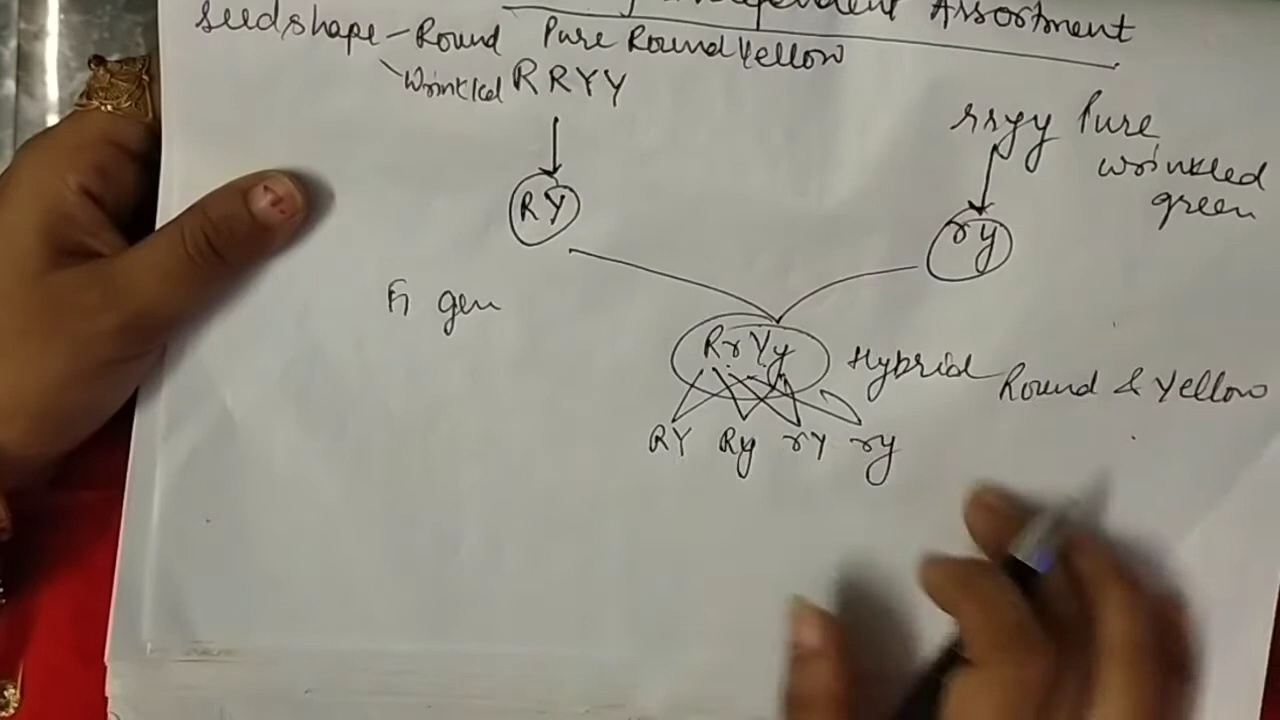 Independent Assortment
Seedshape - Round Pure Round Yellow
Wrinkled RRYY
rryy Pure
wrinkled
green
RY
ry
F1 gen
RrYy Hybrid Round & Yellow
RY Ry rY ry